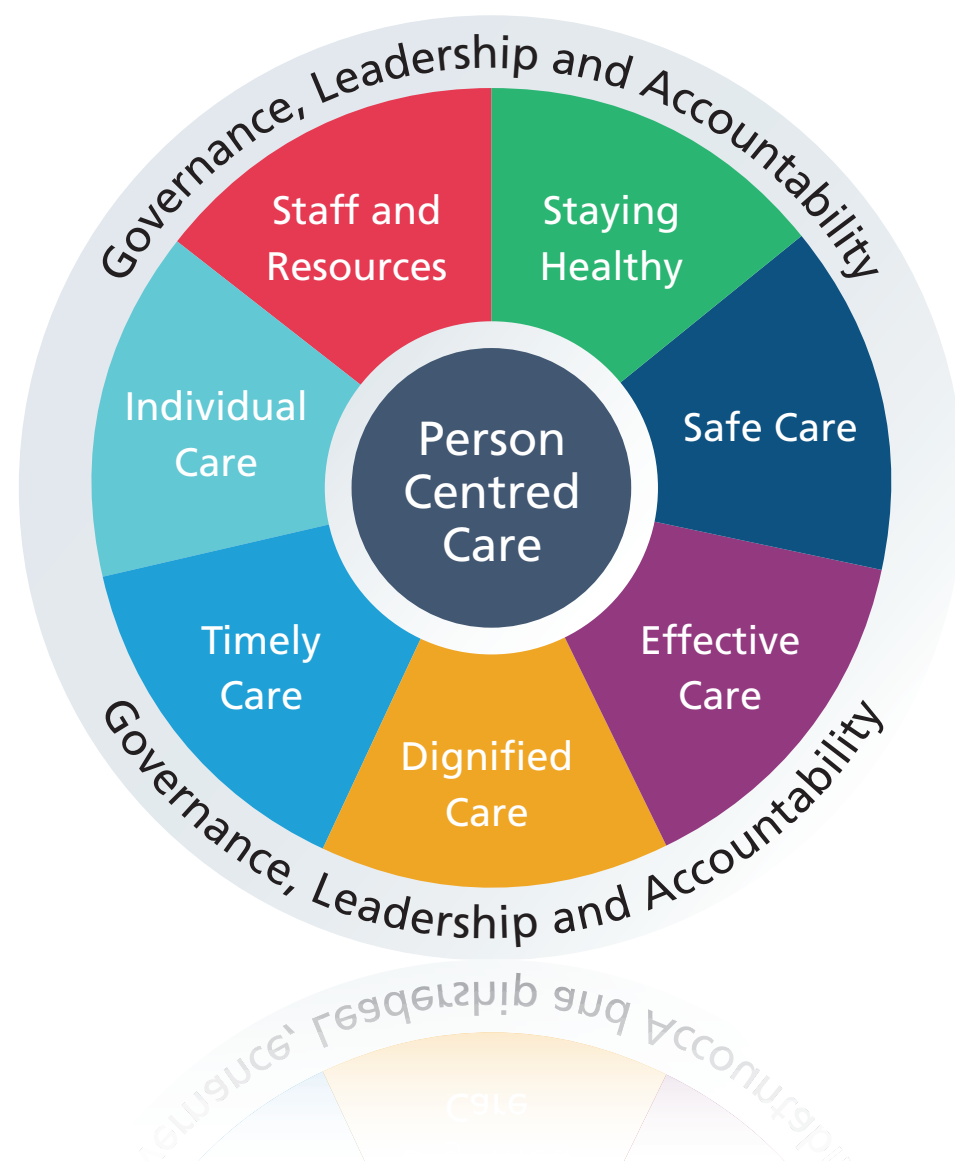 Governance, Leadership and Accountability
Staff and
Resources
Staying
Healthy
Individual
Care
Safe Care
Person
Centred
Care
Timely
Care
Effective
Care
Dignified
Care
Governance, Leadership and Accountability